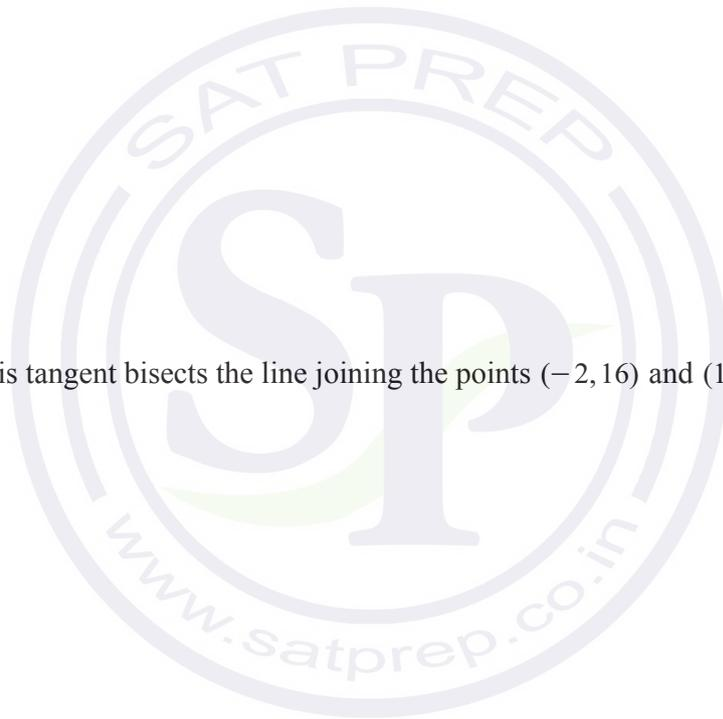 SAT PREP
SP
is tangent bisects the line joining the points (−2, 16) and (1
www.satprep.co.in